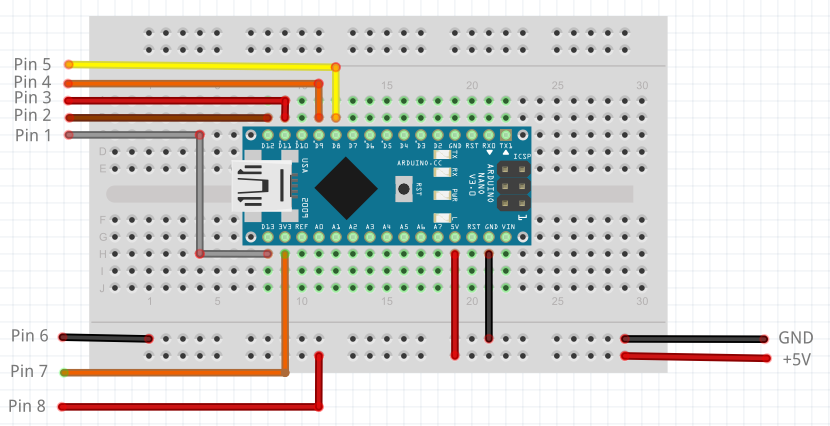 Pin 5
Pin 4
Pin 3
Pin 2
Pin 1
15 20 25 30
D12 D11 D10 D9 D8 D7 D6 D5 D4 D3 D2 GND RST RX0 TX1
D
E
F
G
H
I
J
USA
2009
ARDUINO.CC
RST
TX
RX
PWR
L
ARDUINO
NANO
V3.0
ICSP
1
D13 3V3 REF A0 A1 A2 A3 A4 A5 A6 A7 5V RST GND VIN
1 5 10 15 20 25 30
Pin 6
Pin 7
Pin 8
GND
+5V